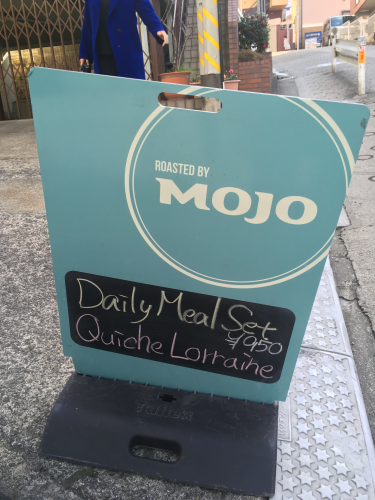 ROASTED BY
MOJO
Daily Meal Set
¥950
Quiche Lorraine